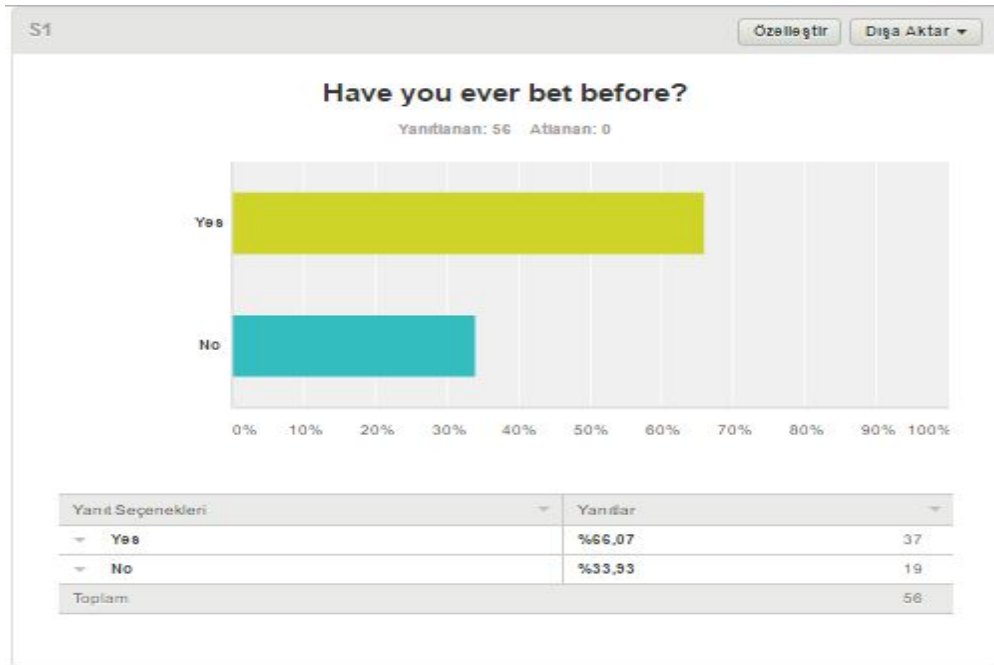 S1 Özelleştir Dışa Aktar
Have you ever bet before?
Yanıtlanan: 56 Atlanan: 0
Yes
No
0% 10% 20% 30% 40% 50% 60% 70% 80% 90% 100%
Yanıt Seçenekleri Yanıtlar
Yes %66,07 37
No %33,93 19
Toplam 56